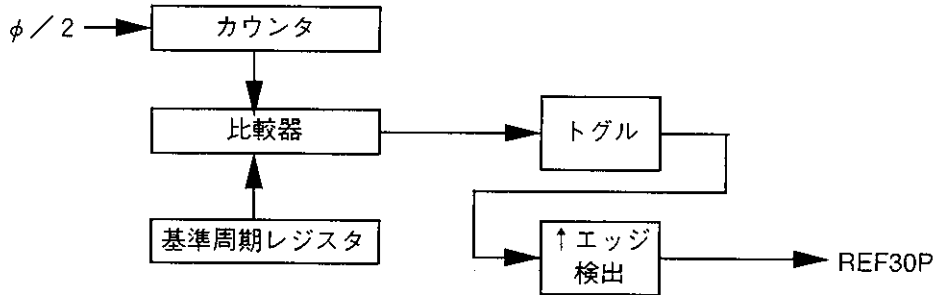 φ／2
カウンタ
比較器
トグル
基準周期レジスタ
↑エッジ
検出
REF30P